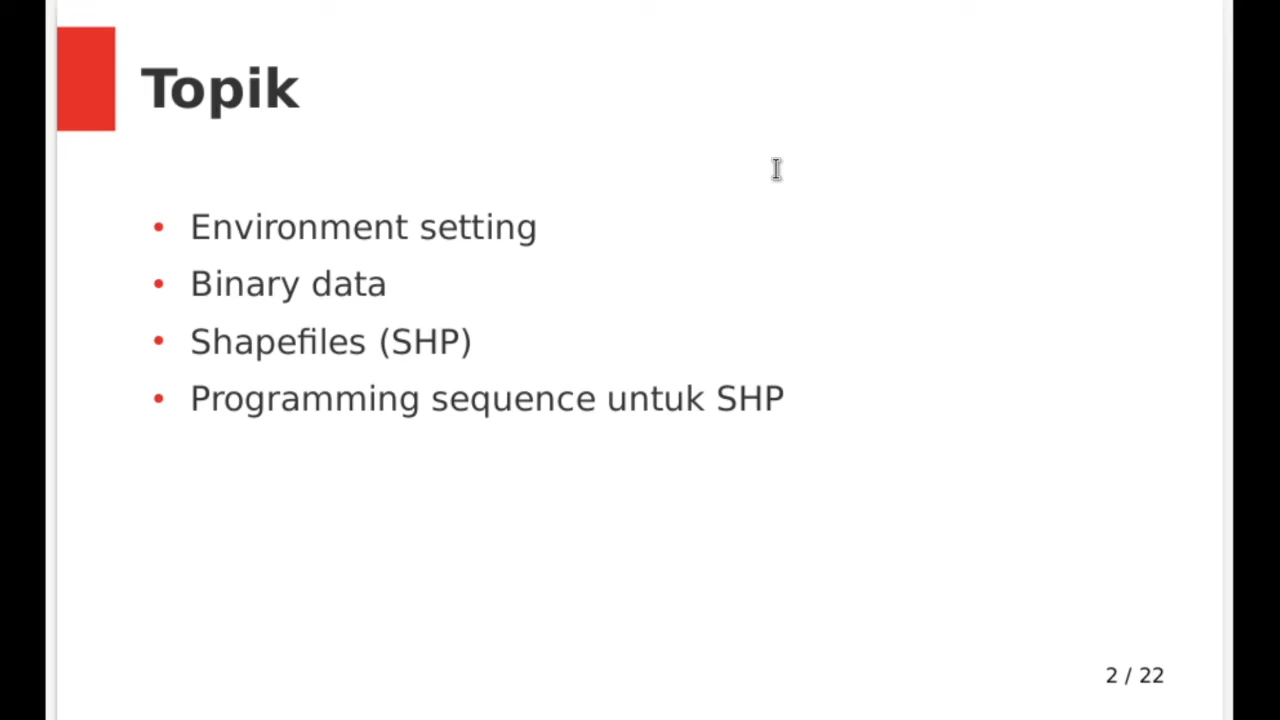 Topik
• Environment setting
• Binary data
• Shapefiles (SHP)
• Programming sequence untuk SHP
2 / 22